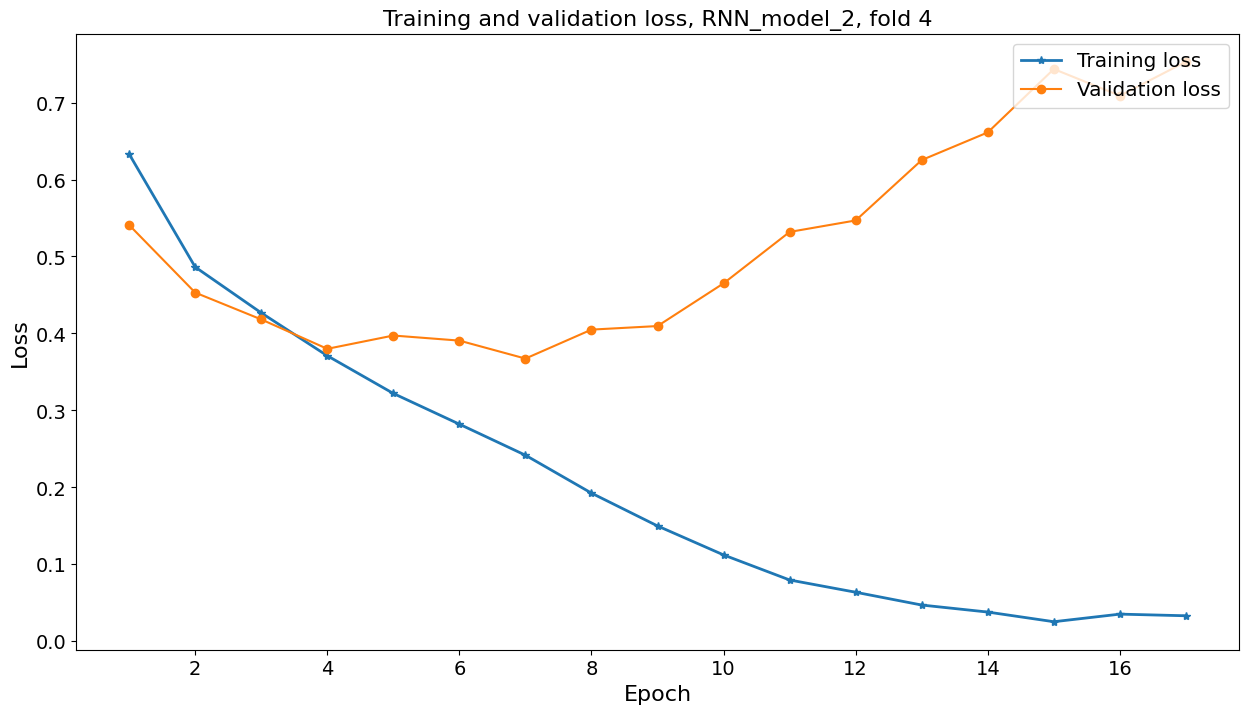 Training and validation loss, RNN_model_2, fold 4
Training loss
Validation loss
0.7
0.6
0.5
0.4
0.3
0.2
0.1
0.0
Loss
2 4 6 8 10 12 14 16
Epoch